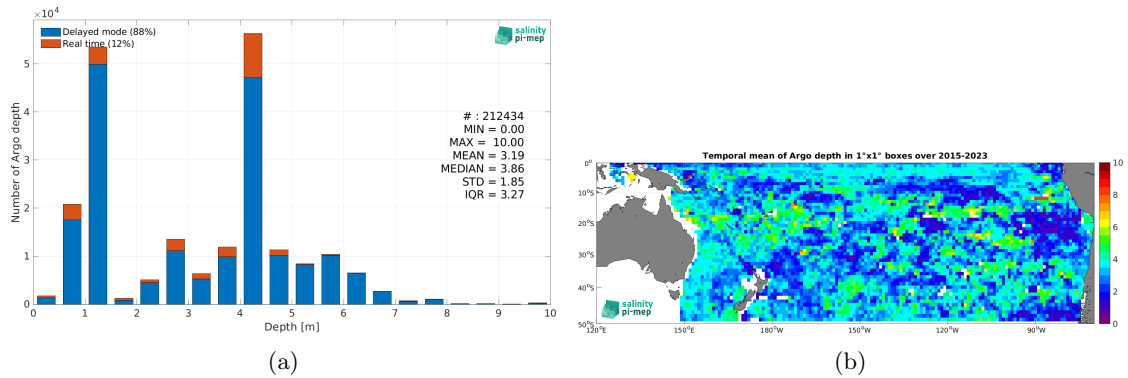 ×10⁴
Delayed mode (88%)
Real time (12%)
salinity
pi-mep
# : 212434
MIN = 0.00
MAX = 10.00
MEAN = 3.19
MEDIAN = 3.86
STD = 1.85
IQR = 3.27
Number of Argo depth
5
4
3
2
1
0
0 1 2 3 4 5 6 7 8 9 10
Depth [m]
(a)
Temporal mean of Argo depth in 1°x1° boxes over 2015-2023
0°
10°S
20°S
30°S
40°S
50°S
120°E 150°E 180°W 150°W 120°W 90°W
salinity
pi-mep
10
8
6
4
2
0
(b)